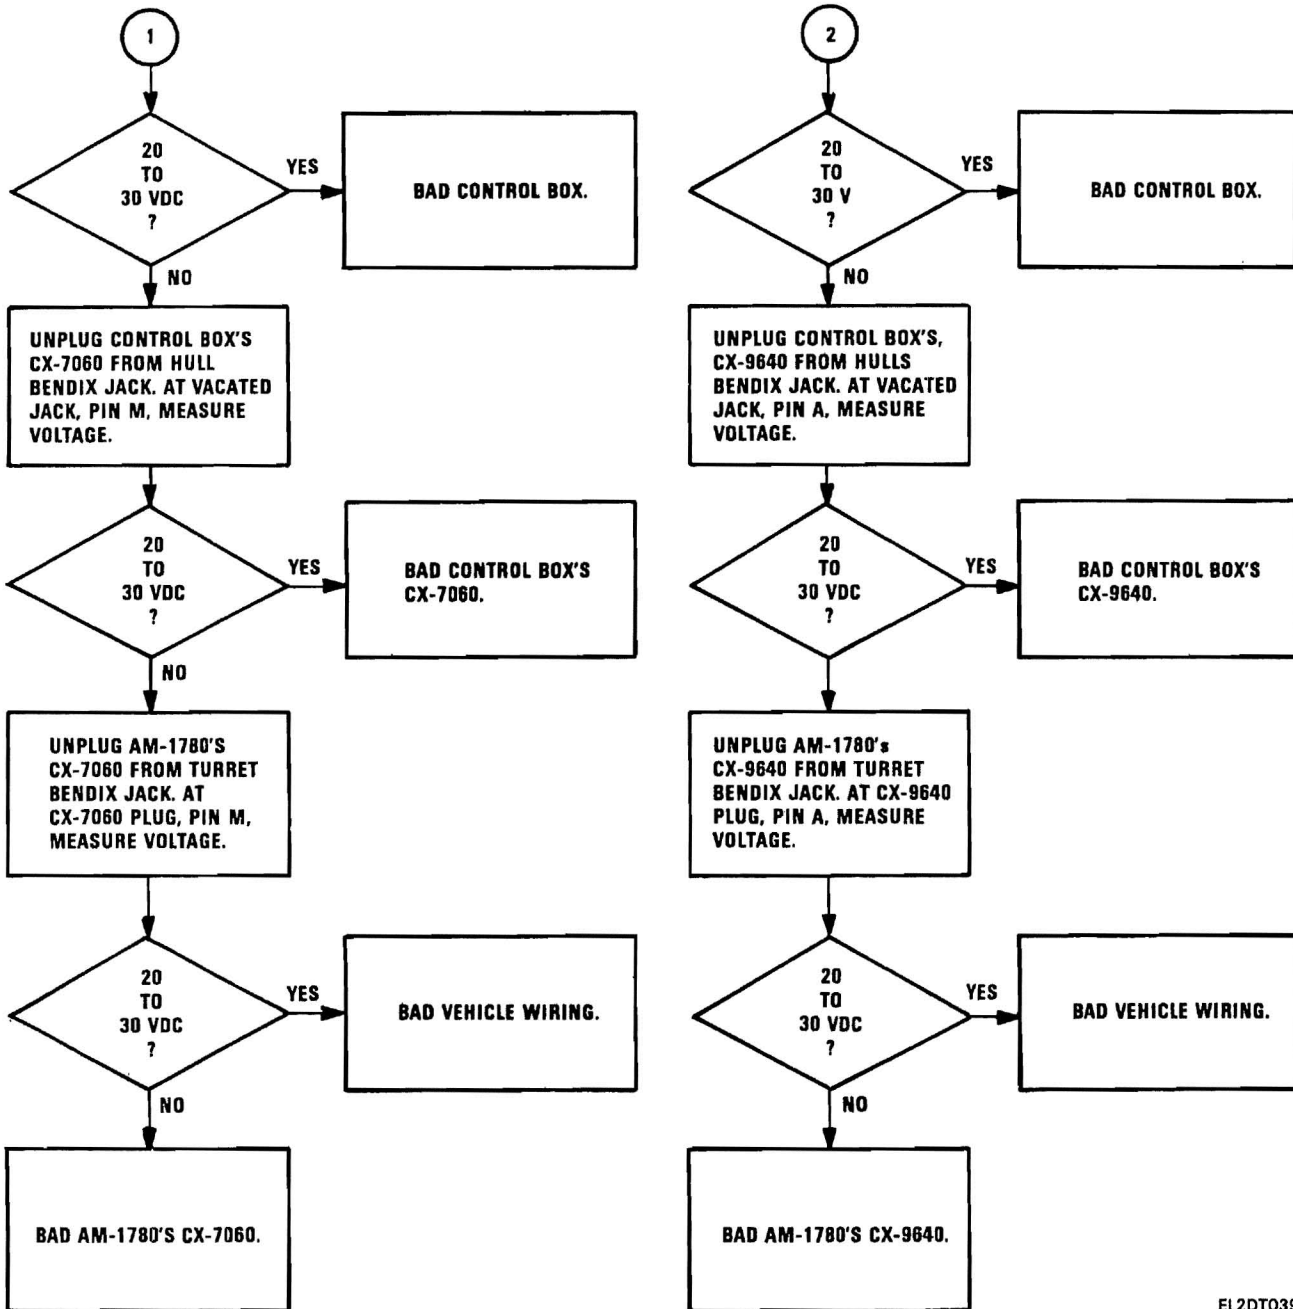 1
20
TO
30 VDC
?
YES
BAD CONTROL BOX.
NO
UNPLUG CONTROL BOX'S
CX-7060 FROM HULL
BENDIX JACK. AT VACATED
JACK, PIN M, MEASURE
VOLTAGE.
20
TO
30 VDC
?
YES
BAD CONTROL BOX'S
CX-7060.
NO
UNPLUG AM-1780'S
CX-7060 FROM TURRET
BENDIX JACK. AT
CX-7060 PLUG, PIN M,
MEASURE VOLTAGE.
20
TO
30 VDC
?
YES
BAD VEHICLE WIRING.
NO
BAD AM-1780'S CX-7060.
2
20
TO
30 V
?
YES
BAD CONTROL BOX.
NO
UNPLUG CONTROL BOX'S,
CX-9640 FROM HULLS
BENDIX JACK. AT VACATED
JACK, PIN A, MEASURE
VOLTAGE.
20
TO
30 VDC
?
YES
BAD CONTROL BOX'S
CX-9640.
UNPLUG AM-1780's
CX-9640 FROM TURRET
BENDIX JACK. AT CX-9640
PLUG, PIN A, MEASURE
VOLTAGE.
20
TO
30 VDC
?
YES
BAD VEHICLE WIRING.
NO
BAD AM-1780'S CX-9640.
EL2DT039